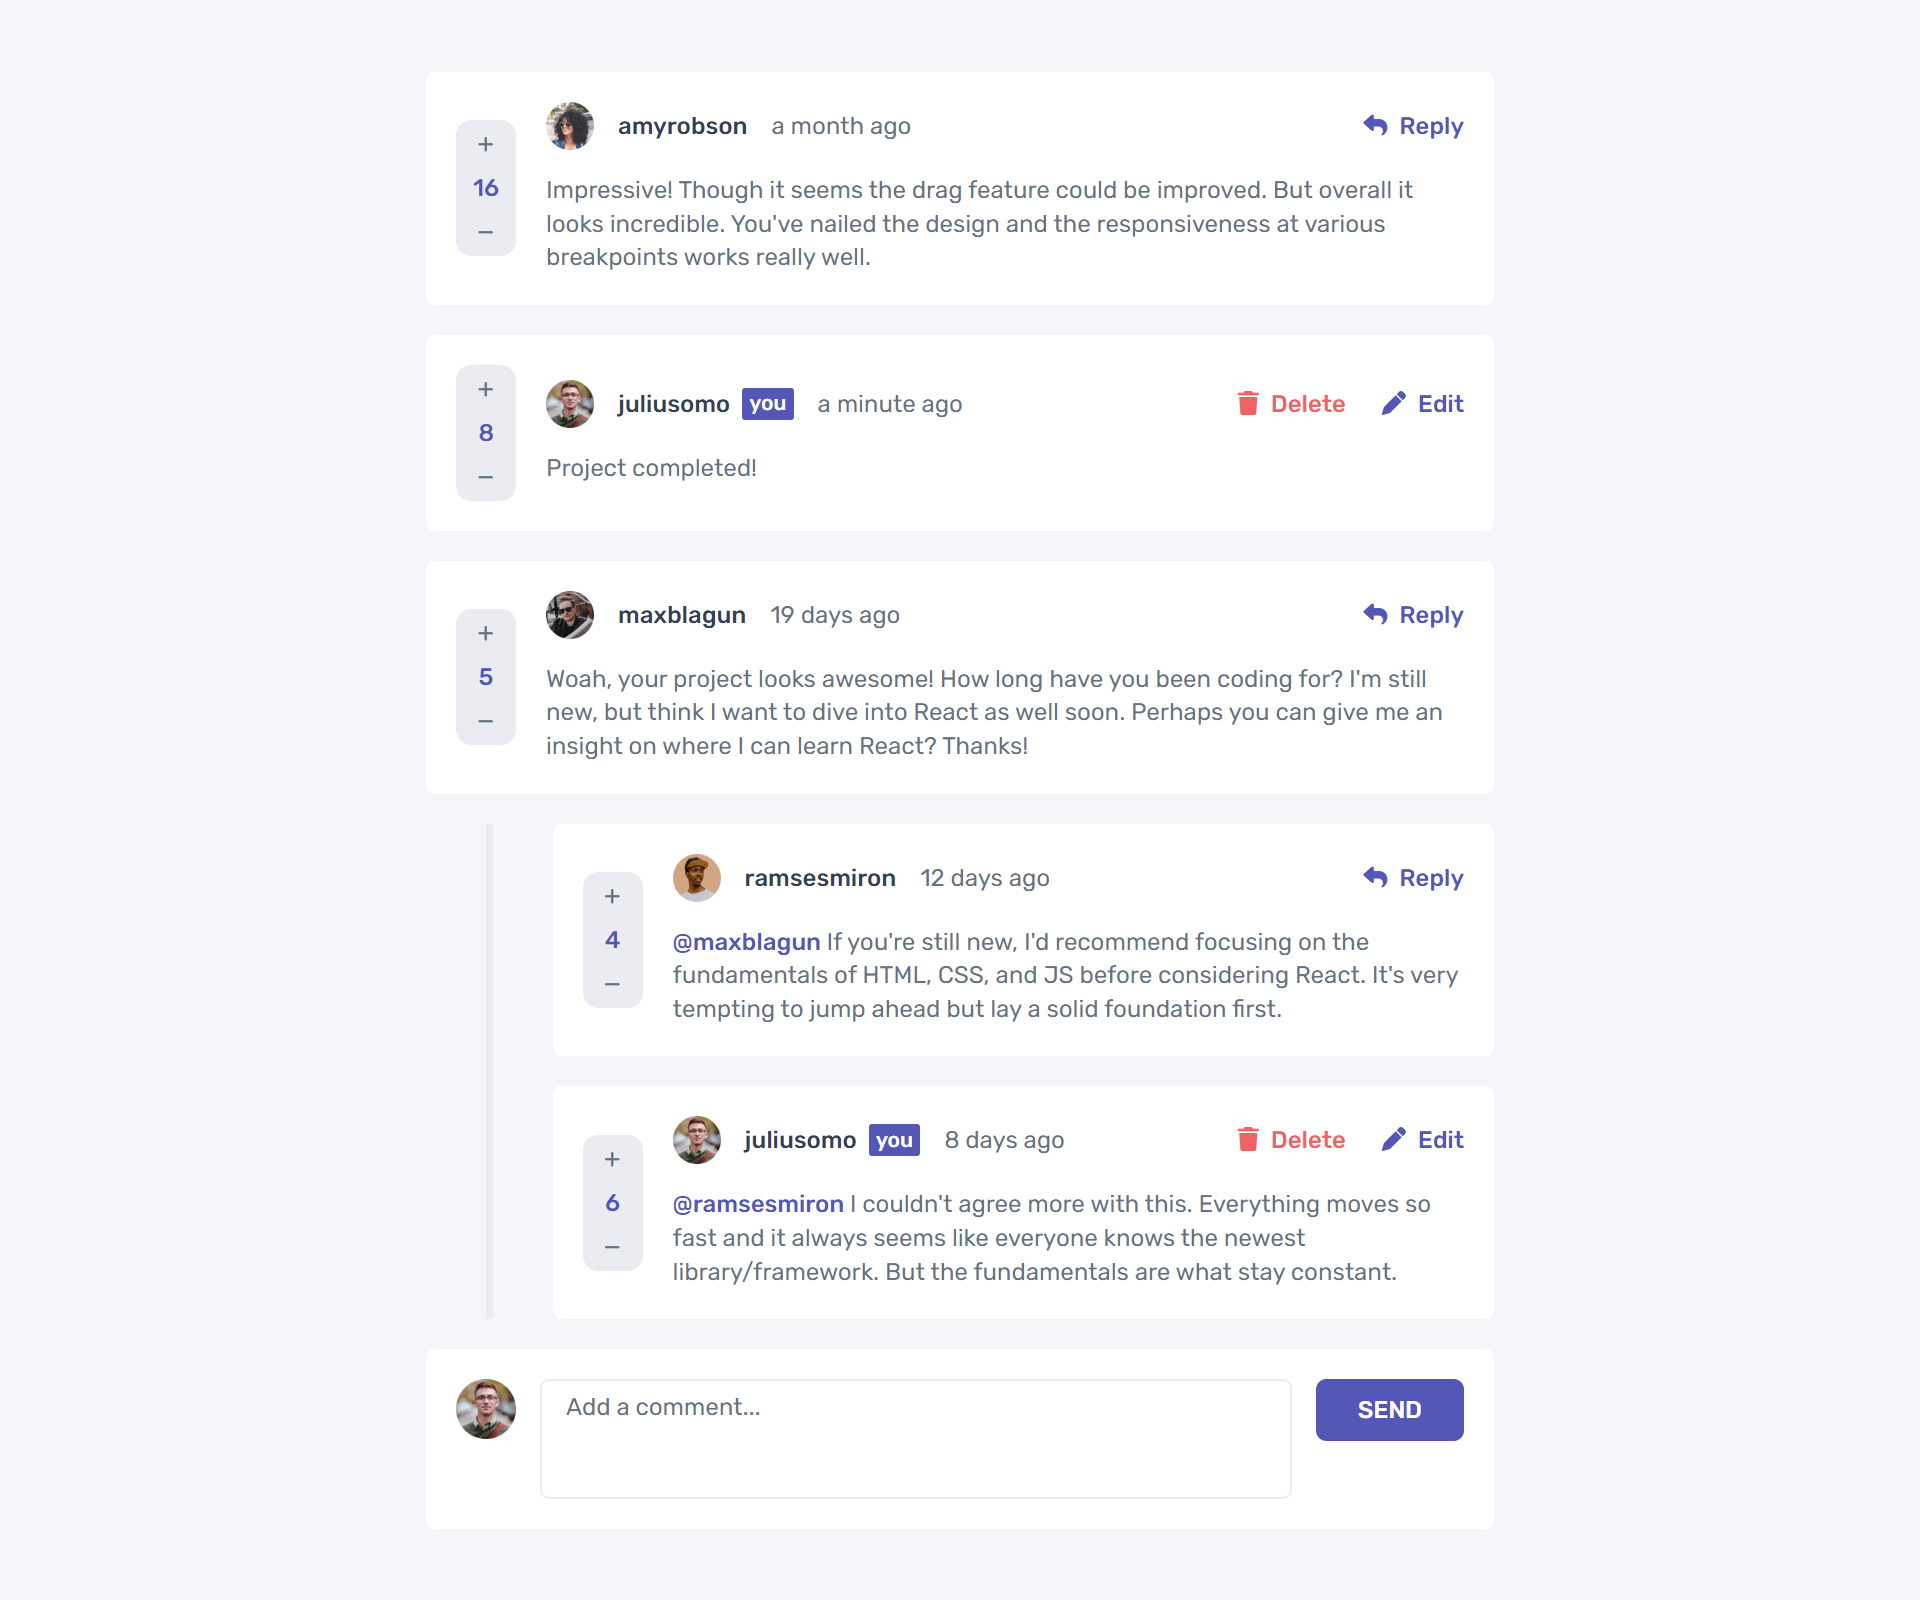 amyrobson a month ago Reply
+
16
−
Impressive! Though it seems the drag feature could be improved. But overall it
looks incredible. You've nailed the design and the responsiveness at various
breakpoints works really well.
juliusomo you a minute ago Delete Edit
+
8
−
Project completed!
maxblagun 19 days ago Reply
+
5
−
Woah, your project looks awesome! How long have you been coding for? I'm still
new, but think I want to dive into React as well soon. Perhaps you can give me an
insight on where I can learn React? Thanks!
ramsesmiron 12 days ago Reply
+
4
−
@maxblagun If you're still new, I'd recommend focusing on the
fundamentals of HTML, CSS, and JS before considering React. It's very
tempting to jump ahead but lay a solid foundation first.
juliusomo you 8 days ago Delete Edit
+
6
−
@ramsesmiron I couldn't agree more with this. Everything moves so
fast and it always seems like everyone knows the newest
library/framework. But the fundamentals are what stay constant.
Add a comment... SEND